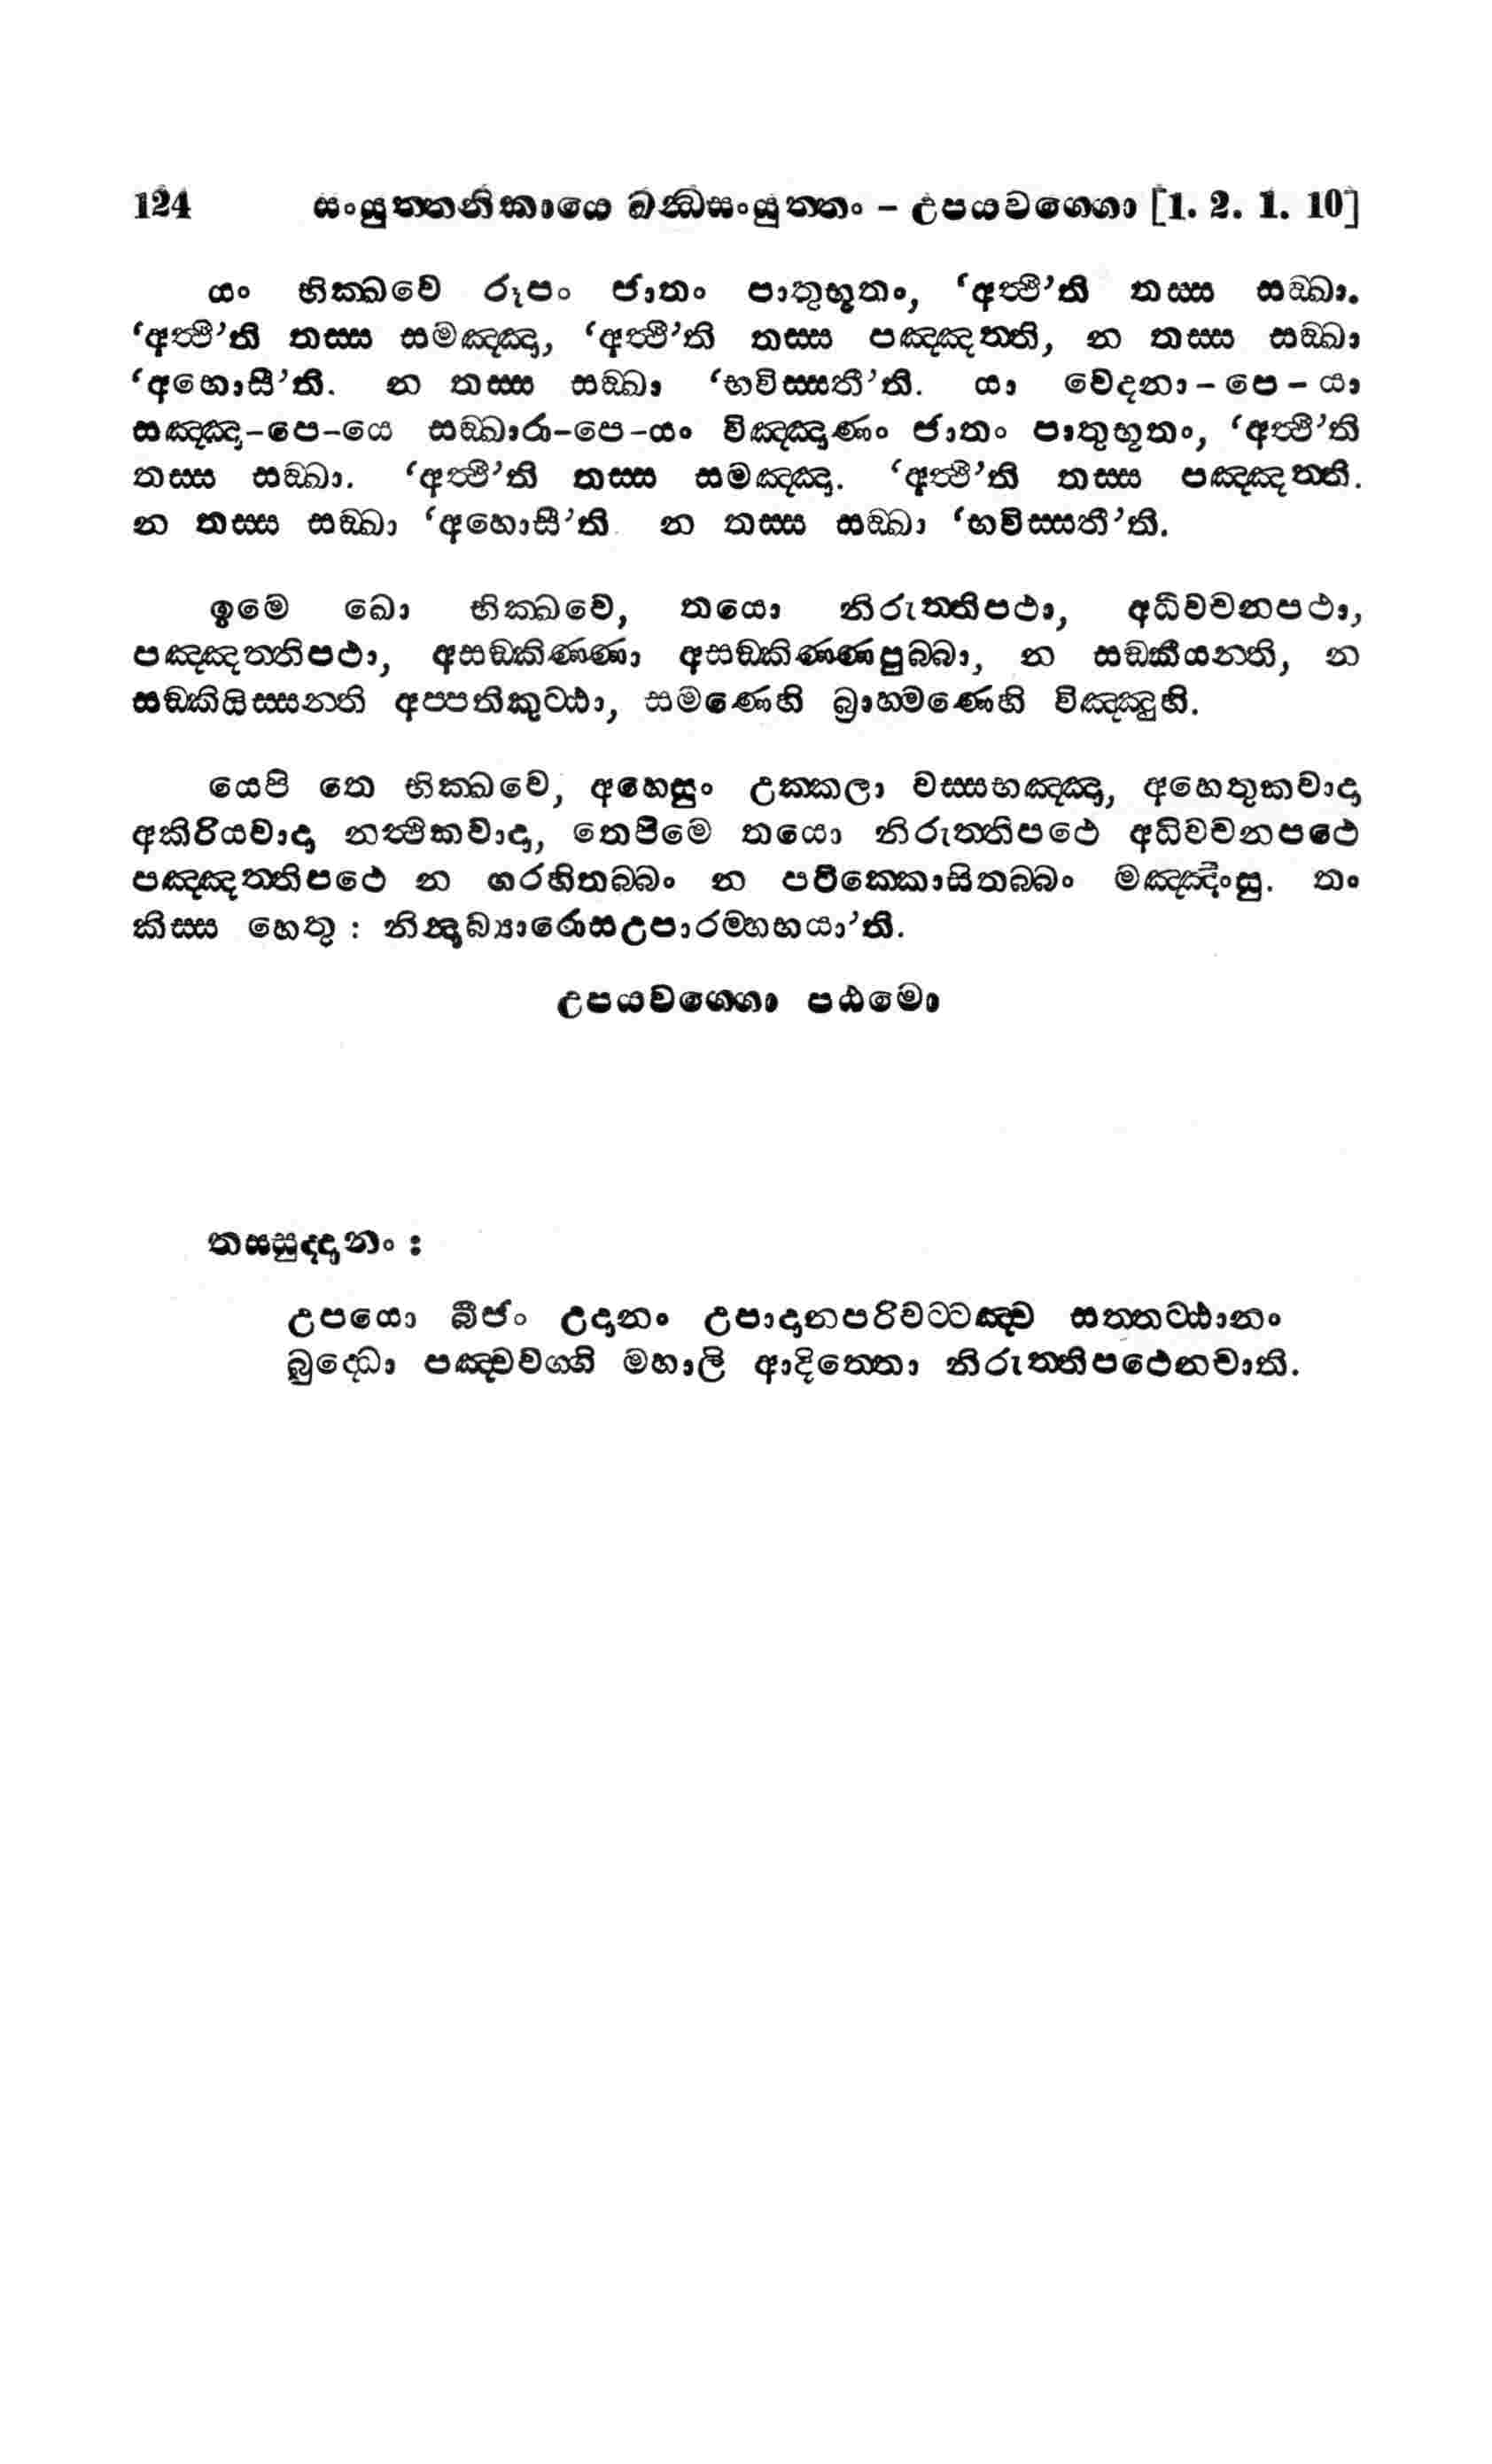 124 සංයුත්තනිකායෙ ඛන්ධසංයුත්තං – උපයවග්ගො [1. 2. 1. 10]
යං භික්ඛවෙ රූපං ජාතං පාතුභූතං, ‘අත්ථී’ති තස්ස සඞ්ඛා.
‘අත්ථී’ති තස්ස සමඤ්ඤා, ‘අත්ථී’ති තස්ස පඤ්ඤත්ති, න තස්ස සඞ්ඛා
‘අහොසී’ති. න තස්ස සඞ්ඛා ‘භවිස්සතී’ති. යා වෙදනා – පෙ – යා
සඤ්ඤා–පෙ–යෙ සඞ්ඛාරා–පෙ–යං විඤ්ඤාණං ජාතං පාතුභූතං, ‘අත්ථී’ති
තස්ස සඞ්ඛා. ‘අත්ථී’ති තස්ස සමඤ්ඤා. ‘අත්ථී’ති තස්ස පඤ්ඤත්ති.
න තස්ස සඞ්ඛා ‘අහොසී’ති. න තස්ස සඞ්ඛා ‘භවිස්සතී’ති.
ඉමෙ ඛො භික්ඛවෙ, තයො නිරුත්තිපථා, අධිවචනපථා,
පඤ්ඤත්තිපථා, අසඞ්කිණ්ණා අසඞ්කිණ්ණපුබ්බා, න සඞ්කීයන්ති, න
සඞ්කියිස්සන්ති අප්පතිකුට්ඨා, සමණෙහි බ්‍රාහ්මණෙහි විඤ්ඤුහි.
යෙපි තෙ භික්ඛවෙ, අහෙසුං උක්කලා වස්සභඤ්ඤා, අහෙතුකවාදා
අකිරියවාදා නත්ථිකවාදා, තෙපිමෙ තයො නිරුත්තිපථෙ අධිවචනපථෙ
පඤ්ඤත්තිපථෙ න ගරහිතබ්බං න පටික්කොසිතබ්බං මඤ්ඤිංසු. තං
කිස්ස හෙතු : නින්දාබ්‍යාරොසඋපාරම්භභයා’ති.
උපයවග්ගො පඨමො
තස්සුද්දානං :
උපයො බීජං උදානං උපාදානපරිවට්ටඤ්ච සත්තට්ඨානං
බුද්ධො පඤ්චවග්ගි මහාලි ආදිත්තො නිරුත්තිපථෙනචාති.